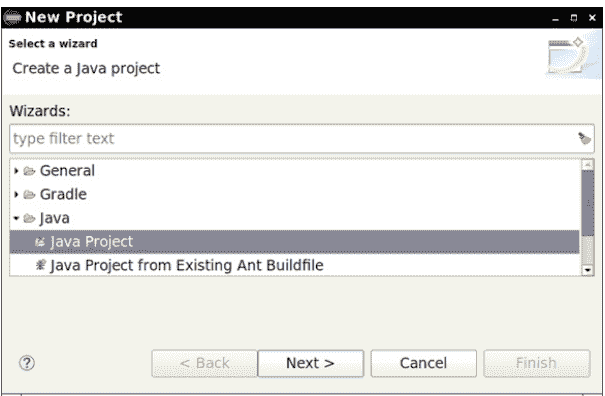 New Project
Select a wizard
Create a Java project
Wizards:
type filter text
General
Gradle
Java
Java Project
Java Project from Existing Ant Buildfile
? < Back Next > Cancel Finish